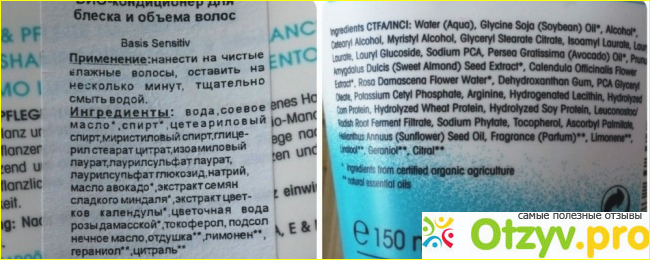 БИО-кондиционер для
блеска и объема волос
Basis Sensitiv
Применение:нанести на чистые
влажные волосы, оставить на
несколько минут, тщательно
смыть водой.
Ингредиенты: вода,соевое
масло*,спирт*,цетеариловый
спирт,миристиловый спирт,глице
рил стеарат цитрат,изоамиловый
лаурат,лаурилсульфат лаурат,
лаурилсульфат глюкозид,натрий,
масло авокадо*,экстракт семян
сладкого миндаля*,экстракт цвет-
ков календулы*,цветочная вода
розы дамасской*,токоферол, подсол
нечное масло,отдушка**,лимонен**,
гераниол**,цитраль**
Ingredients CTFA/INCI: Water (Aqua), Glycine Soja (Soybean) Oil*, Alcohol*,
Cetearyl Alcohol, Myristyl Alcohol, Glyceryl Stearate Citrate, Isoamyl Laurate, Lauryl
Laurate, Lauryl Glucoside, Sodium PCA, Persea Gratissima (Avocado) Oil*, Prunus
Amygdalus Dulcis (Sweet Almond) Seed Extract*, Calendula Officinalis Flower
Extract*, Rosa Damascena Flower Water*, Dehydroxanthan Gum, PCA Glyceryl
Oleate, Potassium Cetyl Phosphate, Arginine, Hydrogenated Lecithin, Hydrolyzed
Corn Protein, Hydrolyzed Wheat Protein, Hydrolyzed Soy Protein, Leuconostoc/
Radish Root Ferment Filtrate, Sodium Phytate, Tocopherol, Ascorbyl Palmitate,
Helianthus Annuus (Sunflower) Seed Oil, Fragrance (Parfum)**, Limonene**,
Linalool**, Geraniol**, Citral**
* ingredients from certified organic agriculture
** natural essential oils
e 150
самые полезные отзывы
Otzyv.pro